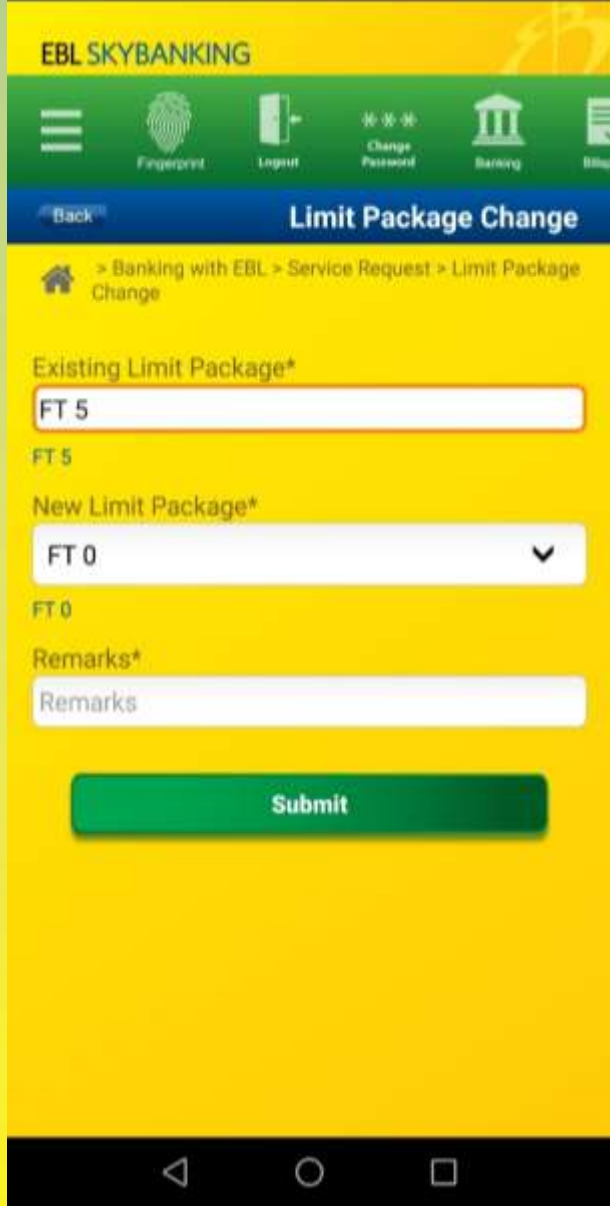 EBL SKYBANKING
Fingerprint
Logout
***
Change
Password
Banking
Back
Limit Package Change
> Banking with EBL > Service Request > Limit Package
Change
Existing Limit Package*
FT 5
FT 5
New Limit Package*
FT 0
FT 0
Remarks*
Remarks
Submit